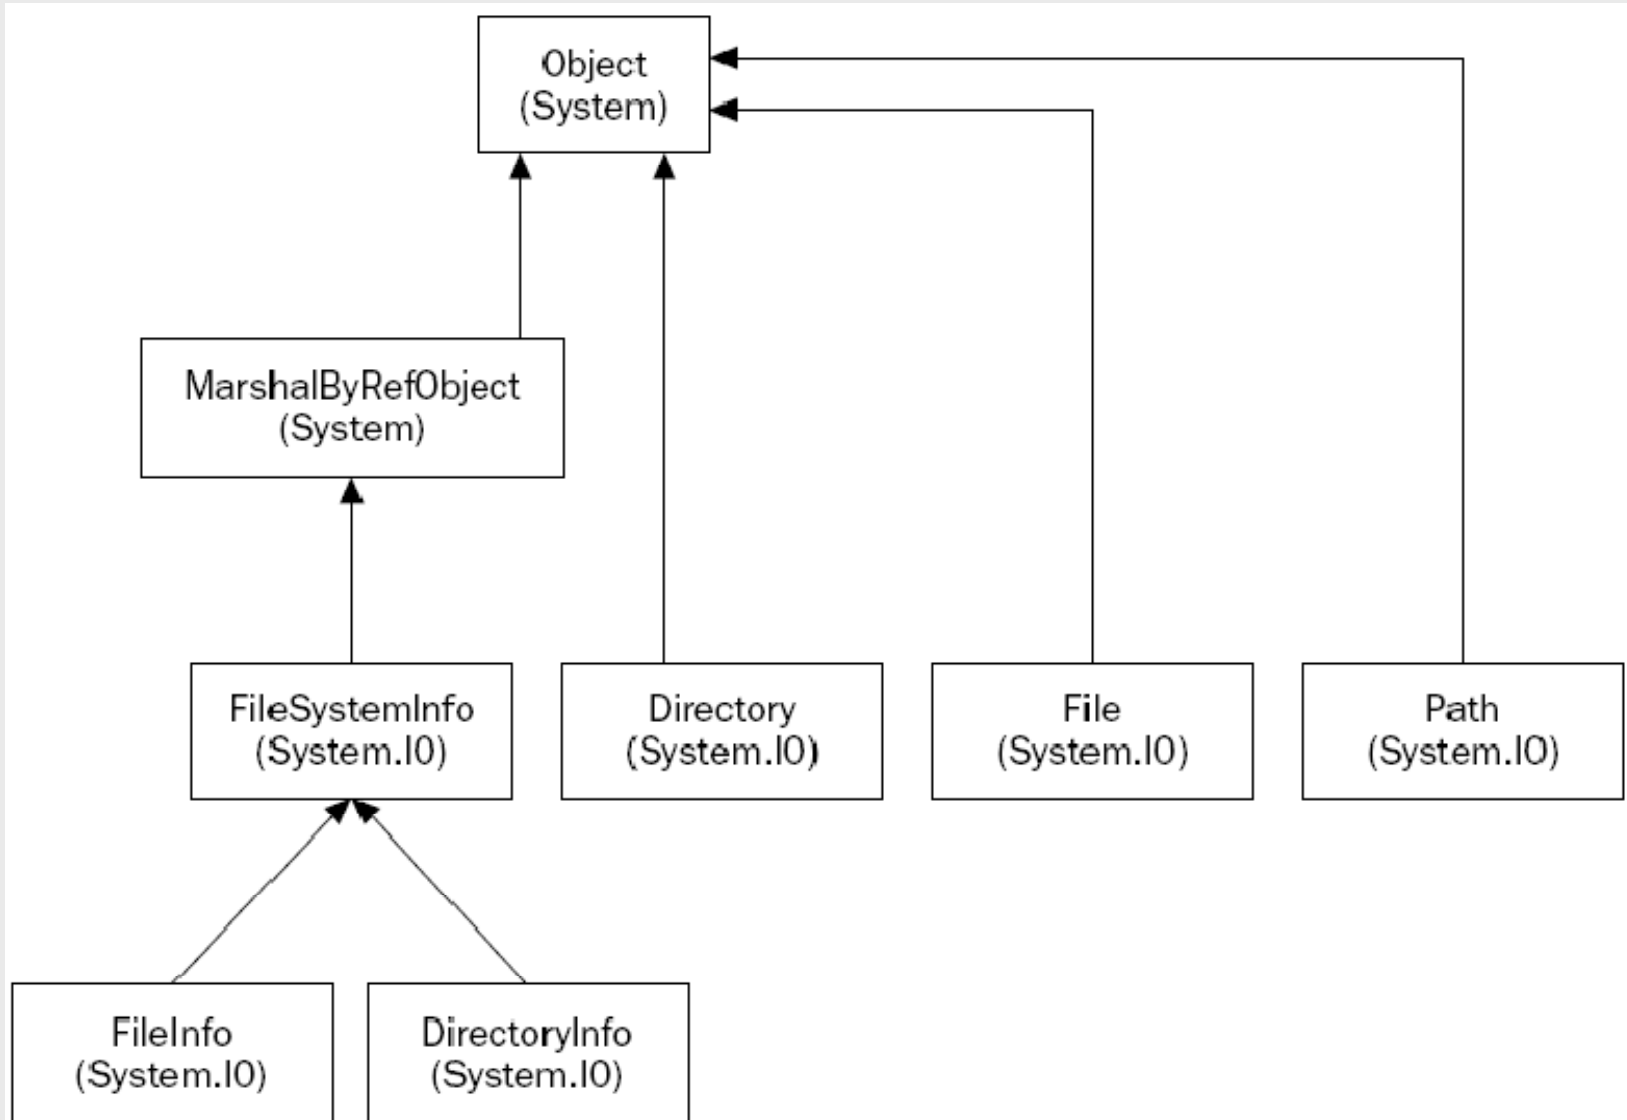 Object
(System)
MarshalByRefObject
(System)
FileSystemInfo
(System.IO)
Directory
(System.IO)
File
(System.IO)
Path
(System.IO)
FileInfo
(System.IO)
DirectoryInfo
(System.IO)